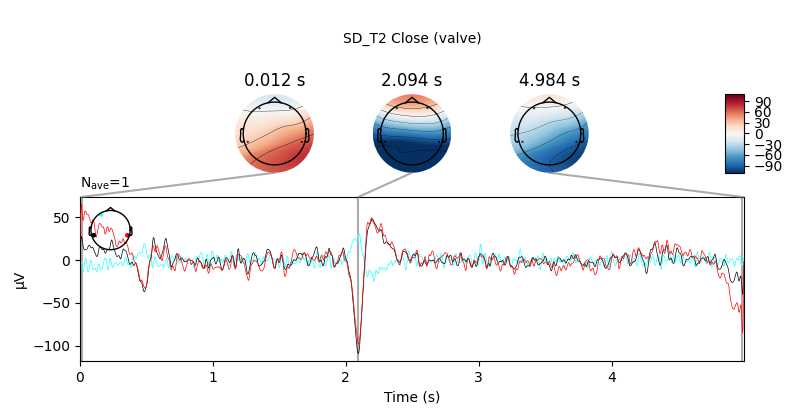 SD_T2 Close (valve)
0.012 s 2.094 s 4.984 s
90
60
30
0
−30
−60
−90
Nave=1
50
0
−50
−100
µV
0 1 2 3 4
Time (s)